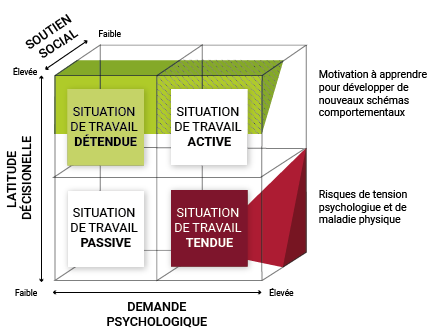 SOUTIEN
SOCIAL
Faible
Élevée
Motivation à apprendre
pour développer de
nouveaux schémas
comportementaux
SITUATION
DE TRAVAIL
DÉTENDUE
SITUATION
DE TRAVAIL
ACTIVE
LATITUDE
DÉCISIONELLE
SITUATION
DE TRAVAIL
PASSIVE
SITUATION
DE TRAVAIL
TENDUE
Risques de tension
psychologiue et de
maladie physique
Faible
Élevée
DEMANDE
PSYCHOLOGIQUE